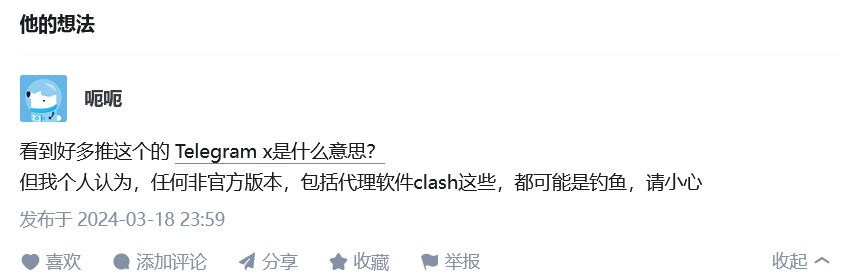 他的想法
呃呃
看到好多推这个的 Telegram x是什么意思？
但我个人认为，任何非官方版本，包括代理软件clash这些，都可能是钓鱼，请小心
发布于 2024-03-18 23:59
喜欢 添加评论 分享 收藏 举报 收起